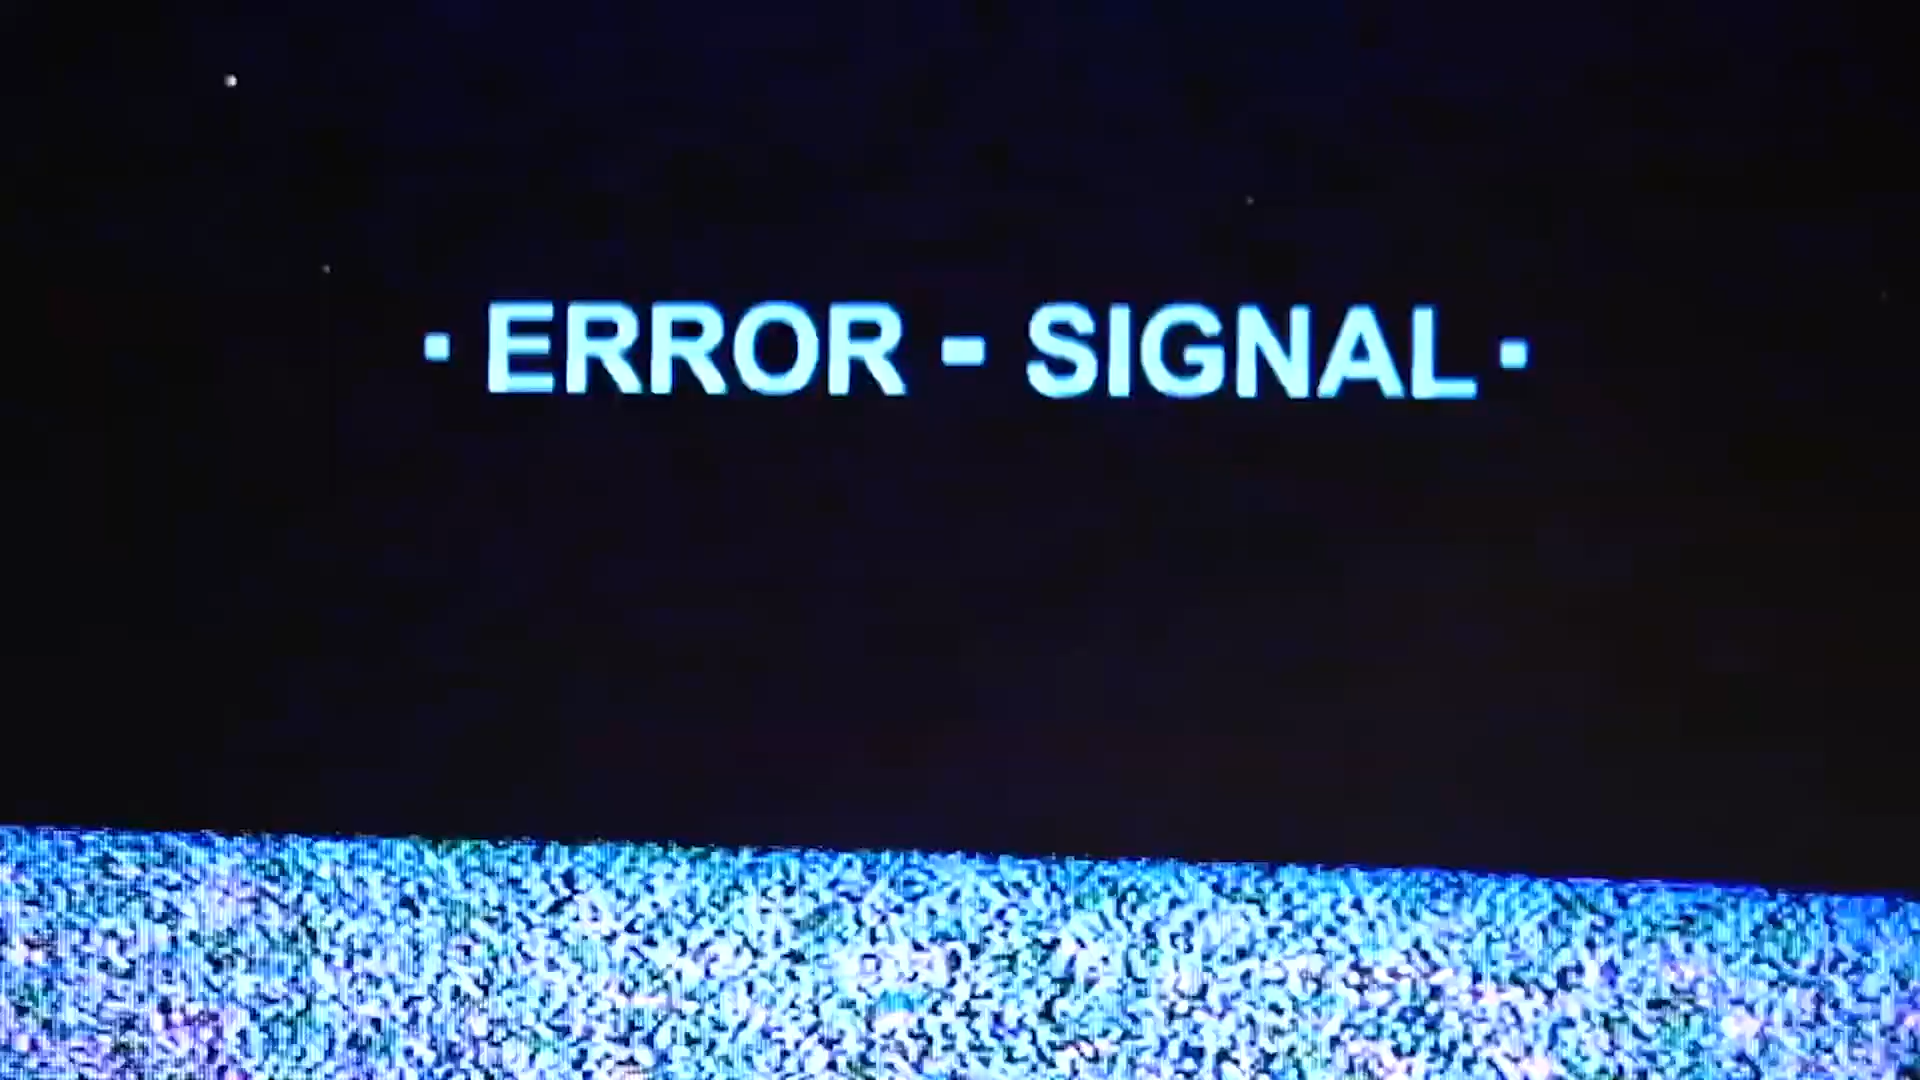 · ERROR - SIGNAL ·